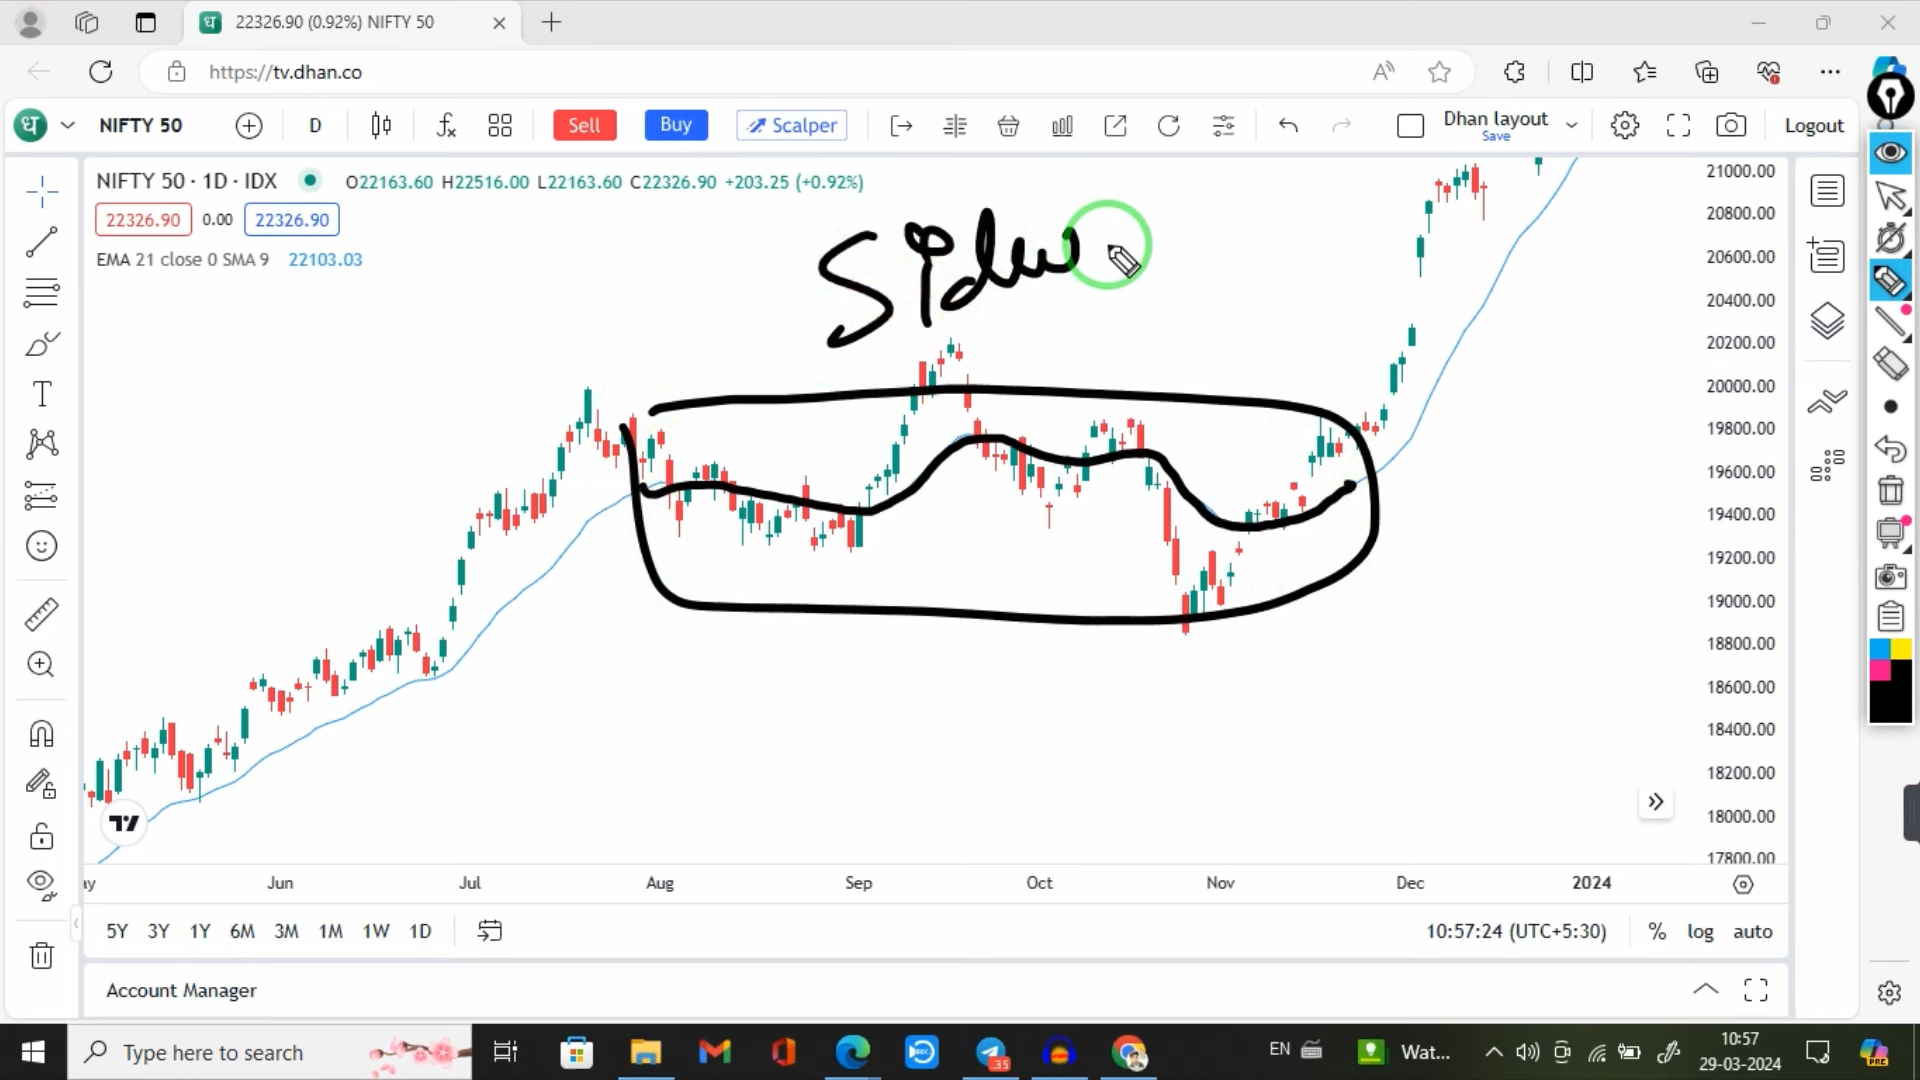 22326.90 (0.92%) NIFTY 50
https://tv.dhan.co
ध NIFTY 50 D Sell Buy Scalper Dhan layout Save Logout
NIFTY 50 · 1D · IDX O22163.60 H22516.00 L22163.60 C22326.90 +203.25 (+0.92%)
22326.90 0.00 22326.90
EMA 21 close 0 SMA 9 22103.03
Sidew
21000.00
20800.00
20600.00
20400.00
20200.00
20000.00
19800.00
19600.00
19400.00
19200.00
19000.00
18800.00
18600.00
18400.00
18200.00
18000.00
17800.00
ay Jun Jul Aug Sep Oct Nov Dec 2024
5Y 3Y 1Y 6M 3M 1M 1W 1D 10:57:24 (UTC+5:30) % log auto
Account Manager
Type here to search 35 EN Wat... 10:57
29-03-2024